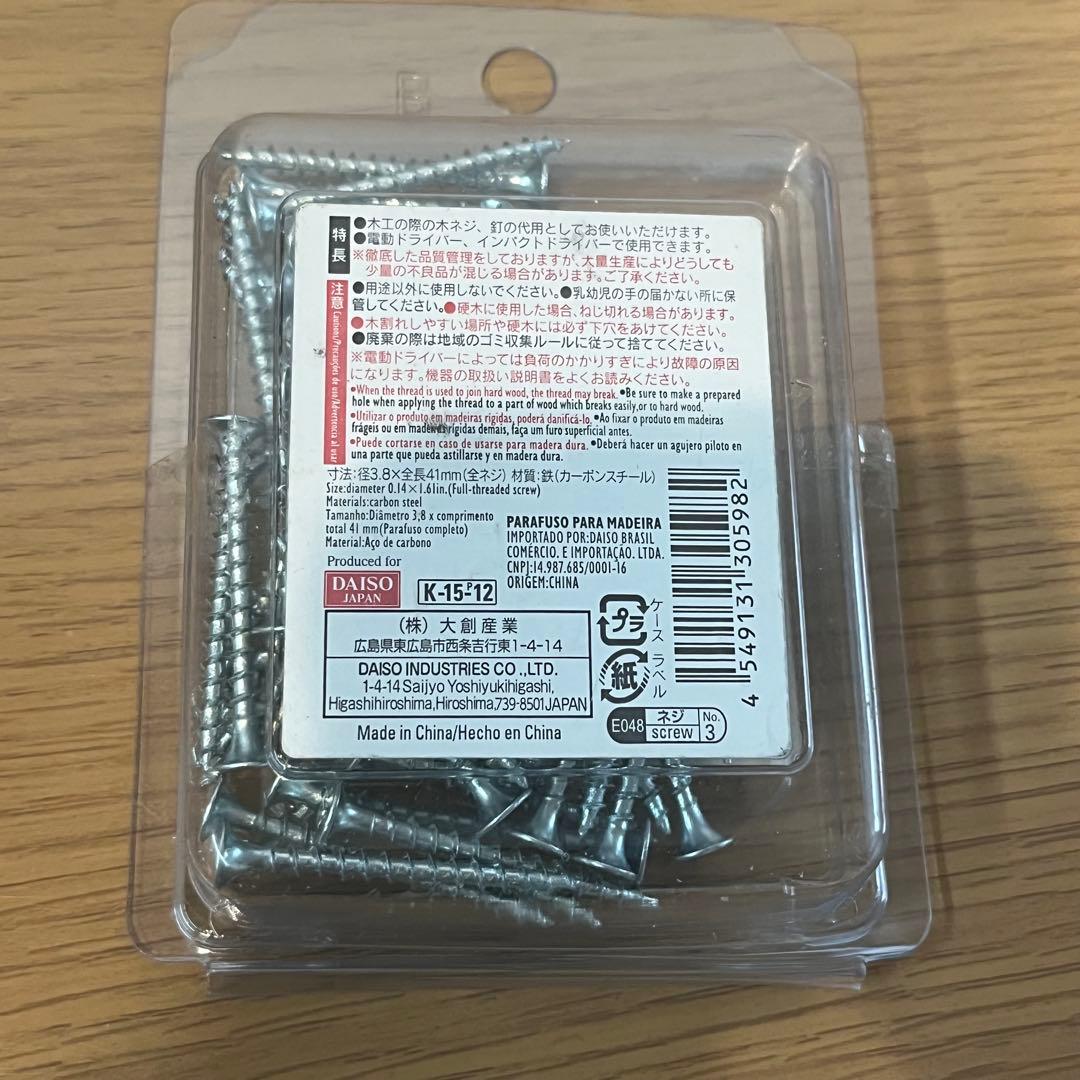 特長
●木工の際の木ネジ、釘の代用としてお使いいただけます。
●電動ドライバー、インパクトドライバーで使用できます。
※徹底した品質管理をしておりますが、大量生産によりどうしても
少量の不良品が混じる場合があります。ご了承ください。
注意 Cautions/Precauções de uso/Advertencia al usar
●用途以外に使用しないでください。●乳幼児の手の届かない所に保
管してください。●硬木に使用した場合、ねじ切れる場合があります。
●木割れしやすい場所や硬木には必ず下穴をあけてください。
●廃棄の際は地域のゴミ収集ルールに従って捨ててください。
※電動ドライバーによっては負荷のかかりすぎにより故障の原因
になります。機器の取扱い説明書をよくお読みください。
●When the thread is used to join hard wood, the thread may break. ●Be sure to make a prepared
hole when applying the thread to a part of wood which breaks easily,or to hard wood.
●Utilizar o produto em madeiras rígidas, poderá danificá-lo. ●Ao fixar o produto em madeiras
frágeis ou em madeiras rígidas demais, faça um furo superficial antes.
●Puede cortarse en caso de usarse para madera dura. ●Deberá hacer un agujero piloto en
una parte que pueda astillarse y en madera dura.
寸法:径3.8×全長41mm(全ネジ) 材質:鉄(カーボンスチール)
Size:diameter 0.14×1.61in.(Full-threaded screw)
Materials:carbon steel
Tamanho:Diâmetro 3,8 x comprimento
total 41 mm(Parafuso completo)
Material:Aço de carbono
PARAFUSO PARA MADEIRA
IMPORTADO POR:DAISO BRASIL
COMÉRCIO. E IMPORTAÇÃO. LTDA.
CNPJ:14.987.685/0001-16
ORIGEM:CHINA
Produced for
DAISO
JAPAN
K-15-P12
(株)大創産業
広島県東広島市西条吉行東1-4-14
DAISO INDUSTRIES CO.,LTD.
1-4-14 Saijyo Yoshiyukihigashi,
Higashihiroshima,Hiroshima,739-8501JAPAN
Made in China/Hecho en China
プラ ケース
紙 ラベル
E048 ネジ screw No. 3
4 549131 305982